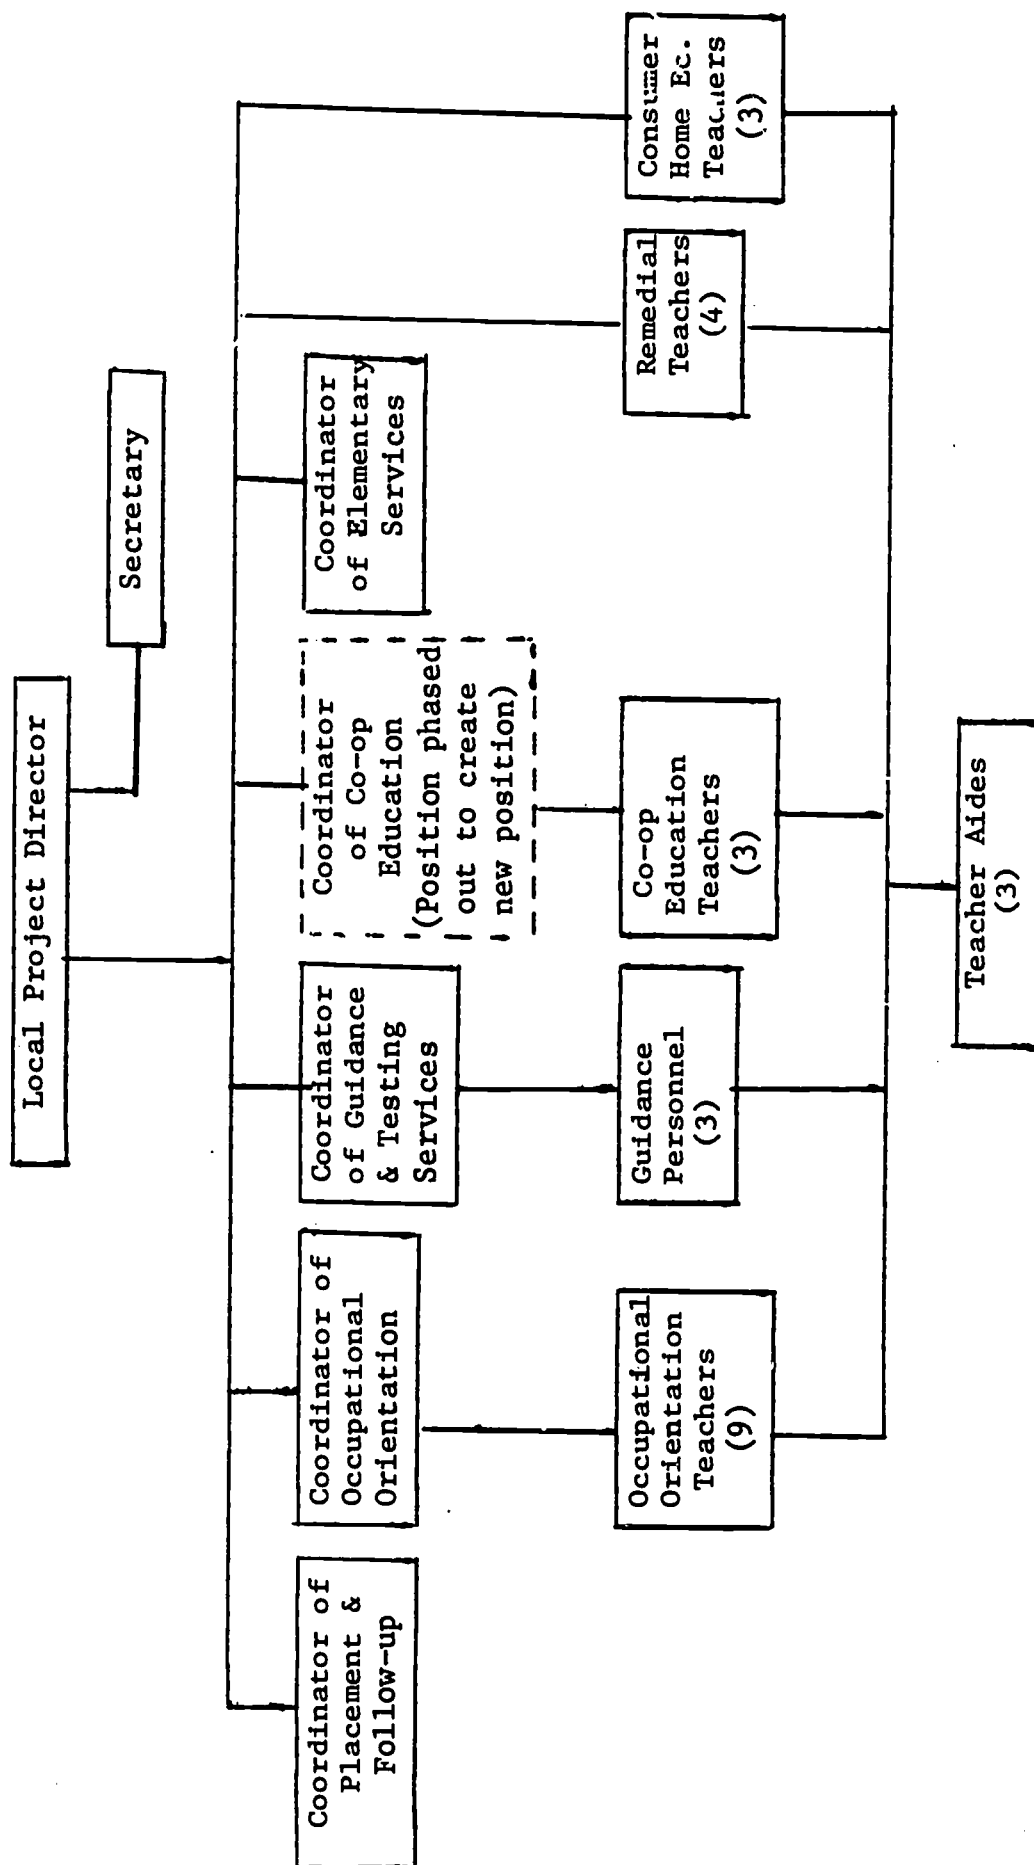 Local Project Director
Secretary
Coordinator of
Placement &
Follow-up
Coordinator of
Occupational
Orientation
Coordinator
of Guidance
& Testing
Services
Coordinator
of Co-op
Education
(Position phased
out to create
new position)
Coordinator
of Elementary
Services
Occupational
Orientation
Teachers
(9)
Guidance
Personnel
(3)
Co-op
Education
Teachers
(3)
Remedial
Teachers
(4)
Consumer
Home Ec.
Teachers
(3)
Teacher Aides
(3)